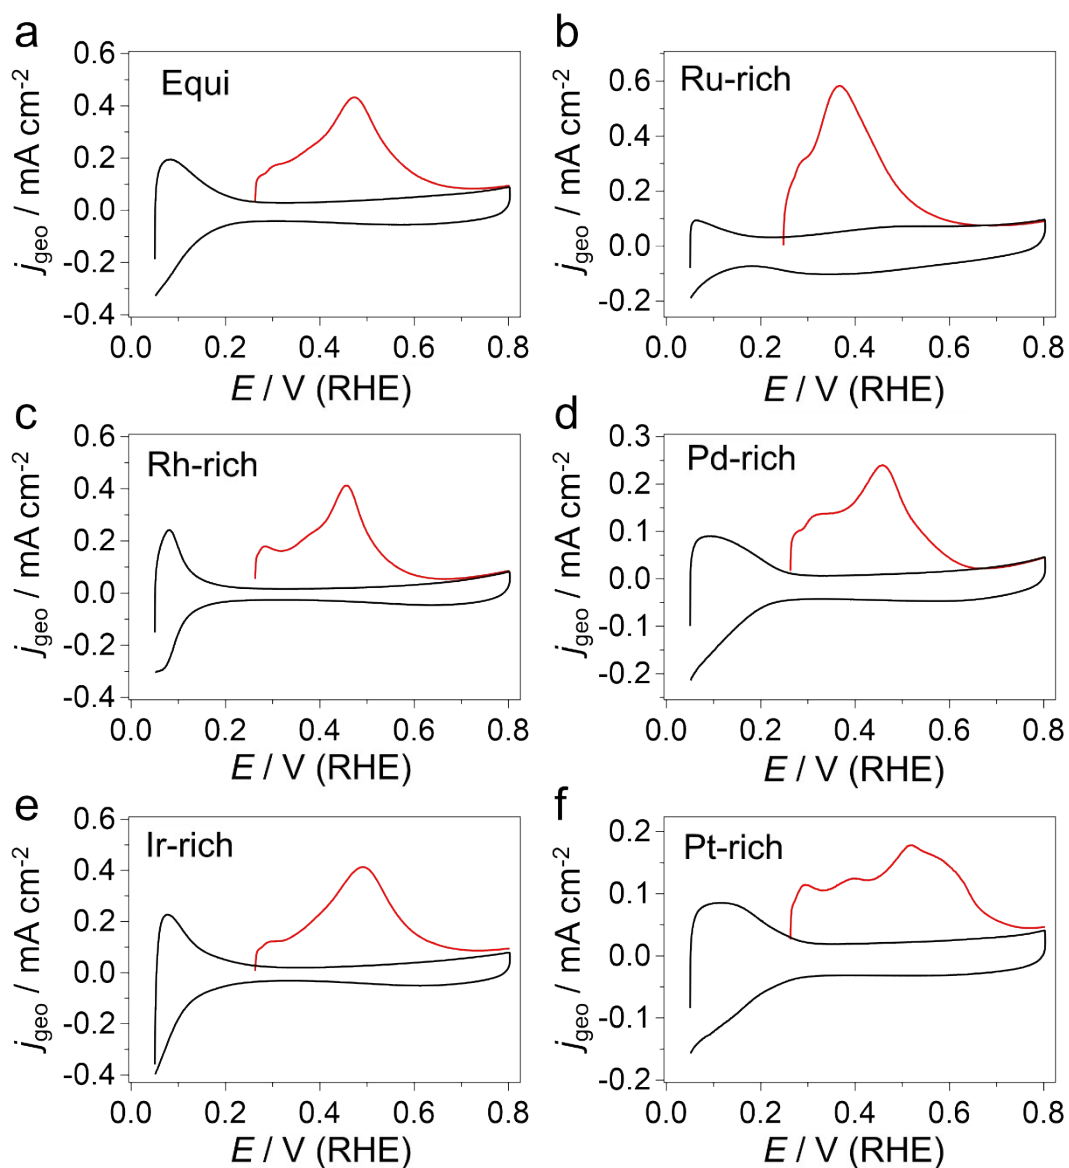 a
Equi
0.6
0.4
0.2
0.0
-0.2
-0.4
j_geo / mA cm⁻²
0.0 0.2 0.4 0.6 0.8
E / V (RHE)
b
Ru-rich
0.6
0.4
0.2
0.0
-0.2
j_geo / mA cm⁻²
0.0 0.2 0.4 0.6 0.8
E / V (RHE)
c
Rh-rich
0.6
0.4
0.2
0.0
-0.2
-0.4
j_geo / mA cm⁻²
0.0 0.2 0.4 0.6 0.8
E / V (RHE)
d
Pd-rich
0.3
0.2
0.1
0.0
-0.1
-0.2
j_geo / mA cm⁻²
0.0 0.2 0.4 0.6 0.8
E / V (RHE)
e
Ir-rich
0.6
0.4
0.2
0.0
-0.2
-0.4
j_geo / mA cm⁻²
0.0 0.2 0.4 0.6 0.8
E / V (RHE)
f
Pt-rich
0.2
0.1
0.0
-0.1
-0.2
j_geo / mA cm⁻²
0.0 0.2 0.4 0.6 0.8
E / V (RHE)